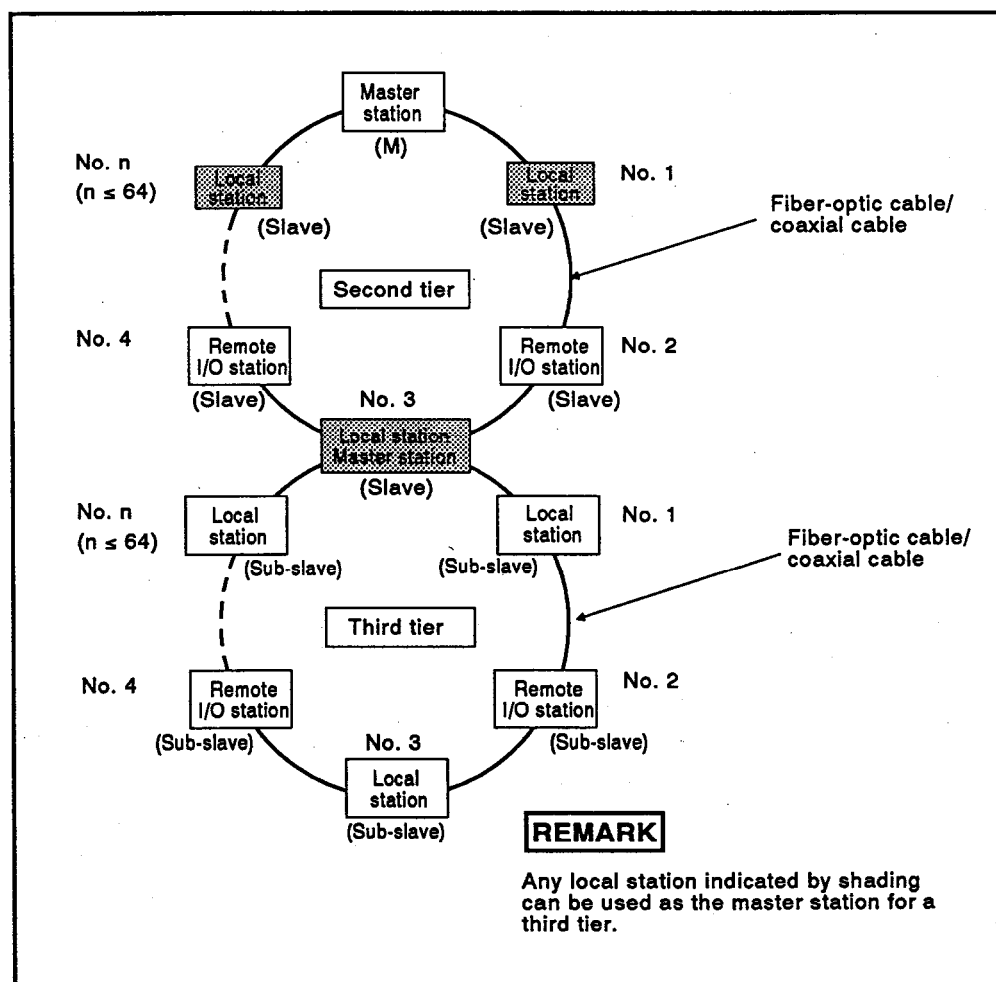 Master
station
(M)
No. n
(n ≤ 64)
Local
station
(Slave)
Local
station
(Slave)
No. 1
Fiber-optic cable/
coaxial cable
Second tier
No. 4
Remote
I/O station
(Slave)
Remote
I/O station
(Slave)
No. 2
No. 3
Local station
Master station
(Slave)
No. n
(n ≤ 64)
Local
station
(Sub-slave)
Local
station
(Sub-slave)
No. 1
Fiber-optic cable/
coaxial cable
Third tier
No. 4
Remote
I/O station
(Sub-slave)
Remote
I/O station
(Sub-slave)
No. 2
No. 3
Local
station
(Sub-slave)
REMARK
Any local station indicated by shading
can be used as the master station for a
third tier.